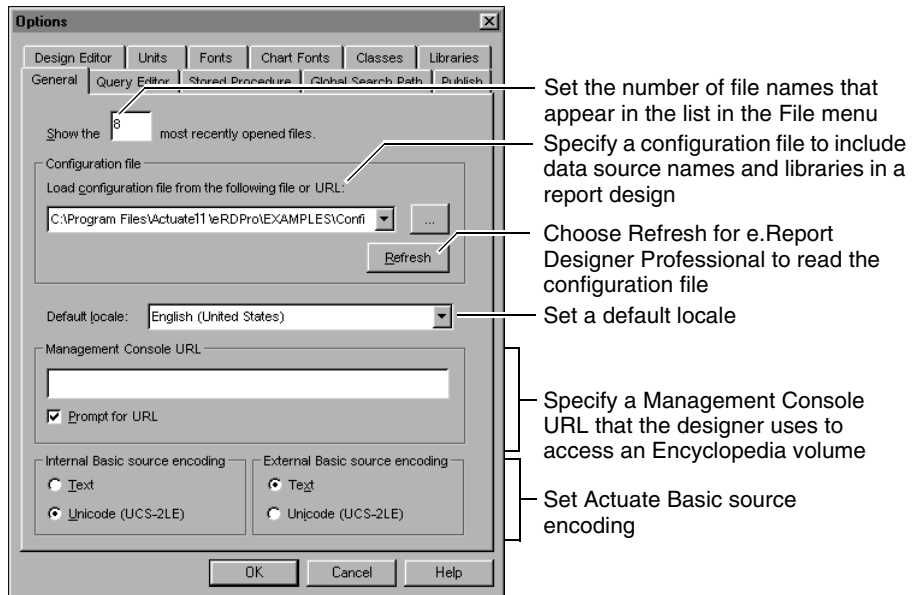 Options
Design Editor Units Fonts Chart Fonts Classes Libraries
General Query Editor Stored Procedure Global Search Path Publish
Show the 8 most recently opened files.
Configuration file
Load configuration file from the following file or URL:
C:\Program Files\Actuate11\eRDPro\EXAMPLES\Confi ...
Refresh
Default locale: English (United States)
Management Console URL
Prompt for URL
Internal Basic source encoding
Text
Unicode (UCS-2LE)
External Basic source encoding
Text
Unicode (UCS-2LE)
OK Cancel Help
Set the number of file names that
appear in the list in the File menu
Specify a configuration file to include
data source names and libraries in a
report design
Choose Refresh for e.Report
Designer Professional to read the
configuration file
Set a default locale
Specify a Management Console
URL that the designer uses to
access an Encyclopedia volume
Set Actuate Basic source
encoding